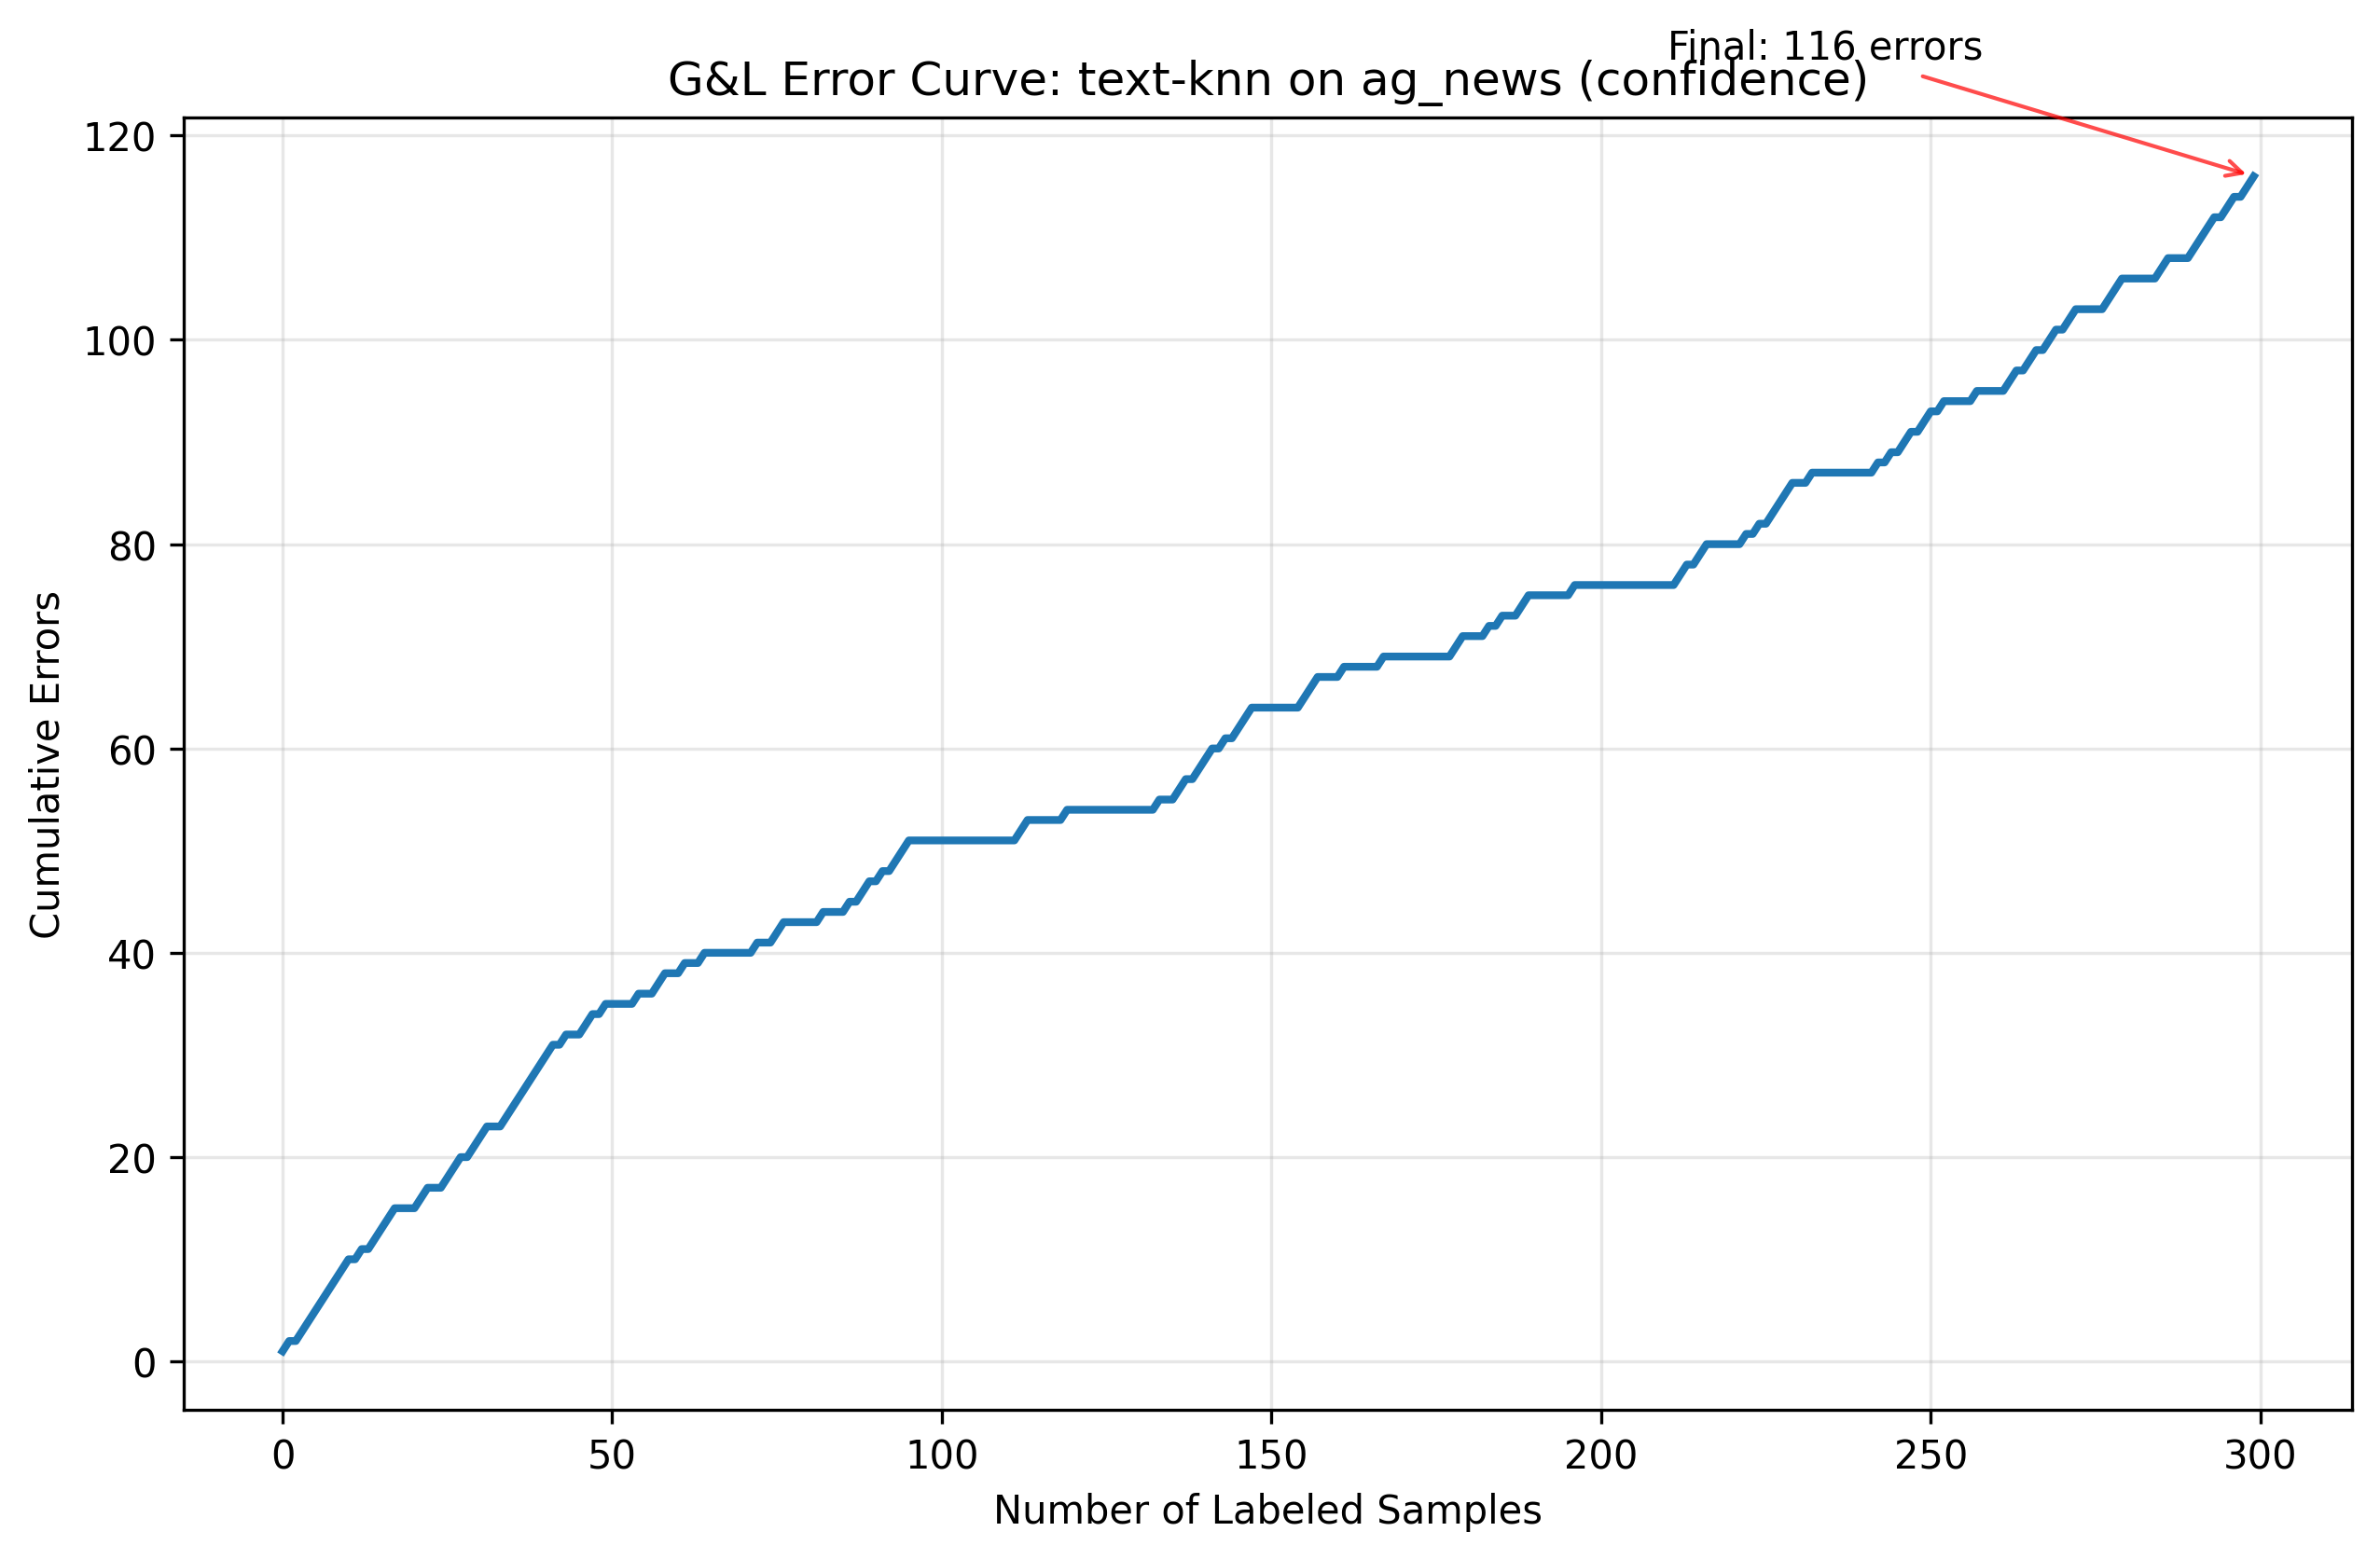 Final: 116 errors
G&L Error Curve: text-knn on ag_news (confidence)
120
100
80
60
40
20
0
Cumulative Errors
0 50 100 150 200 250 300
Number of Labeled Samples